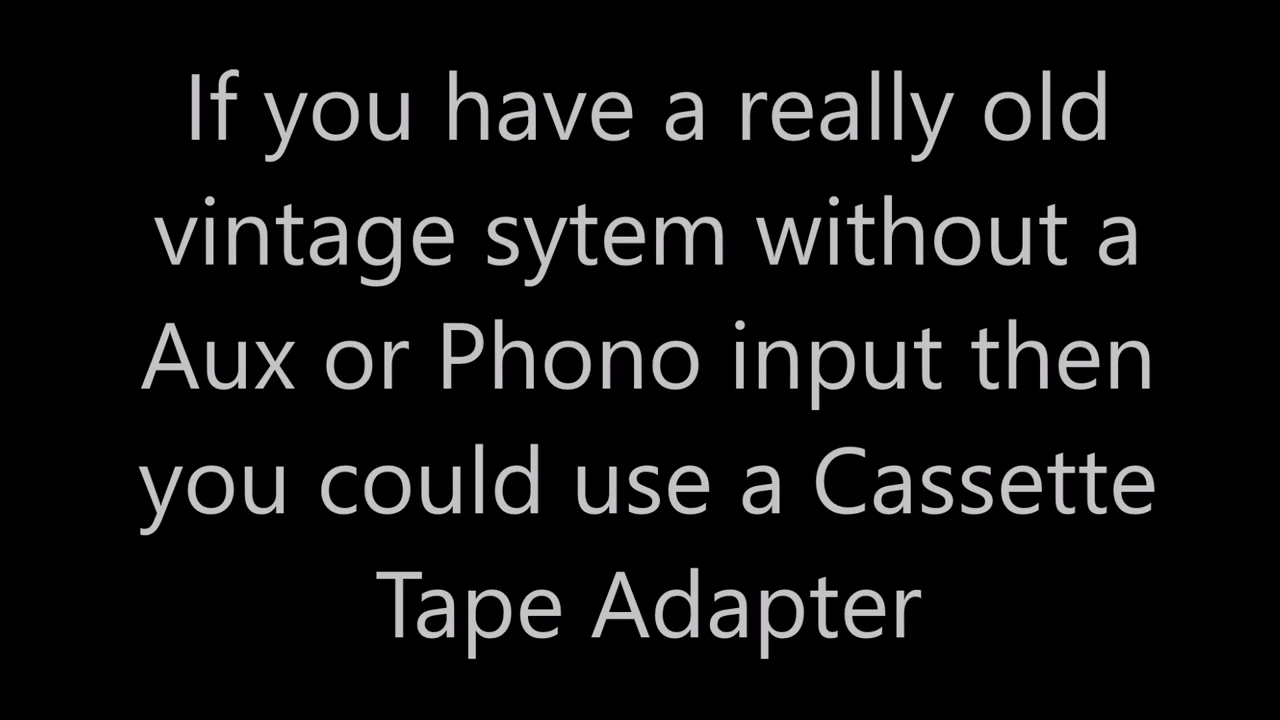 If you have a really old
vintage sytem without a
Aux or Phono input then
you could use a Cassette
Tape Adapter